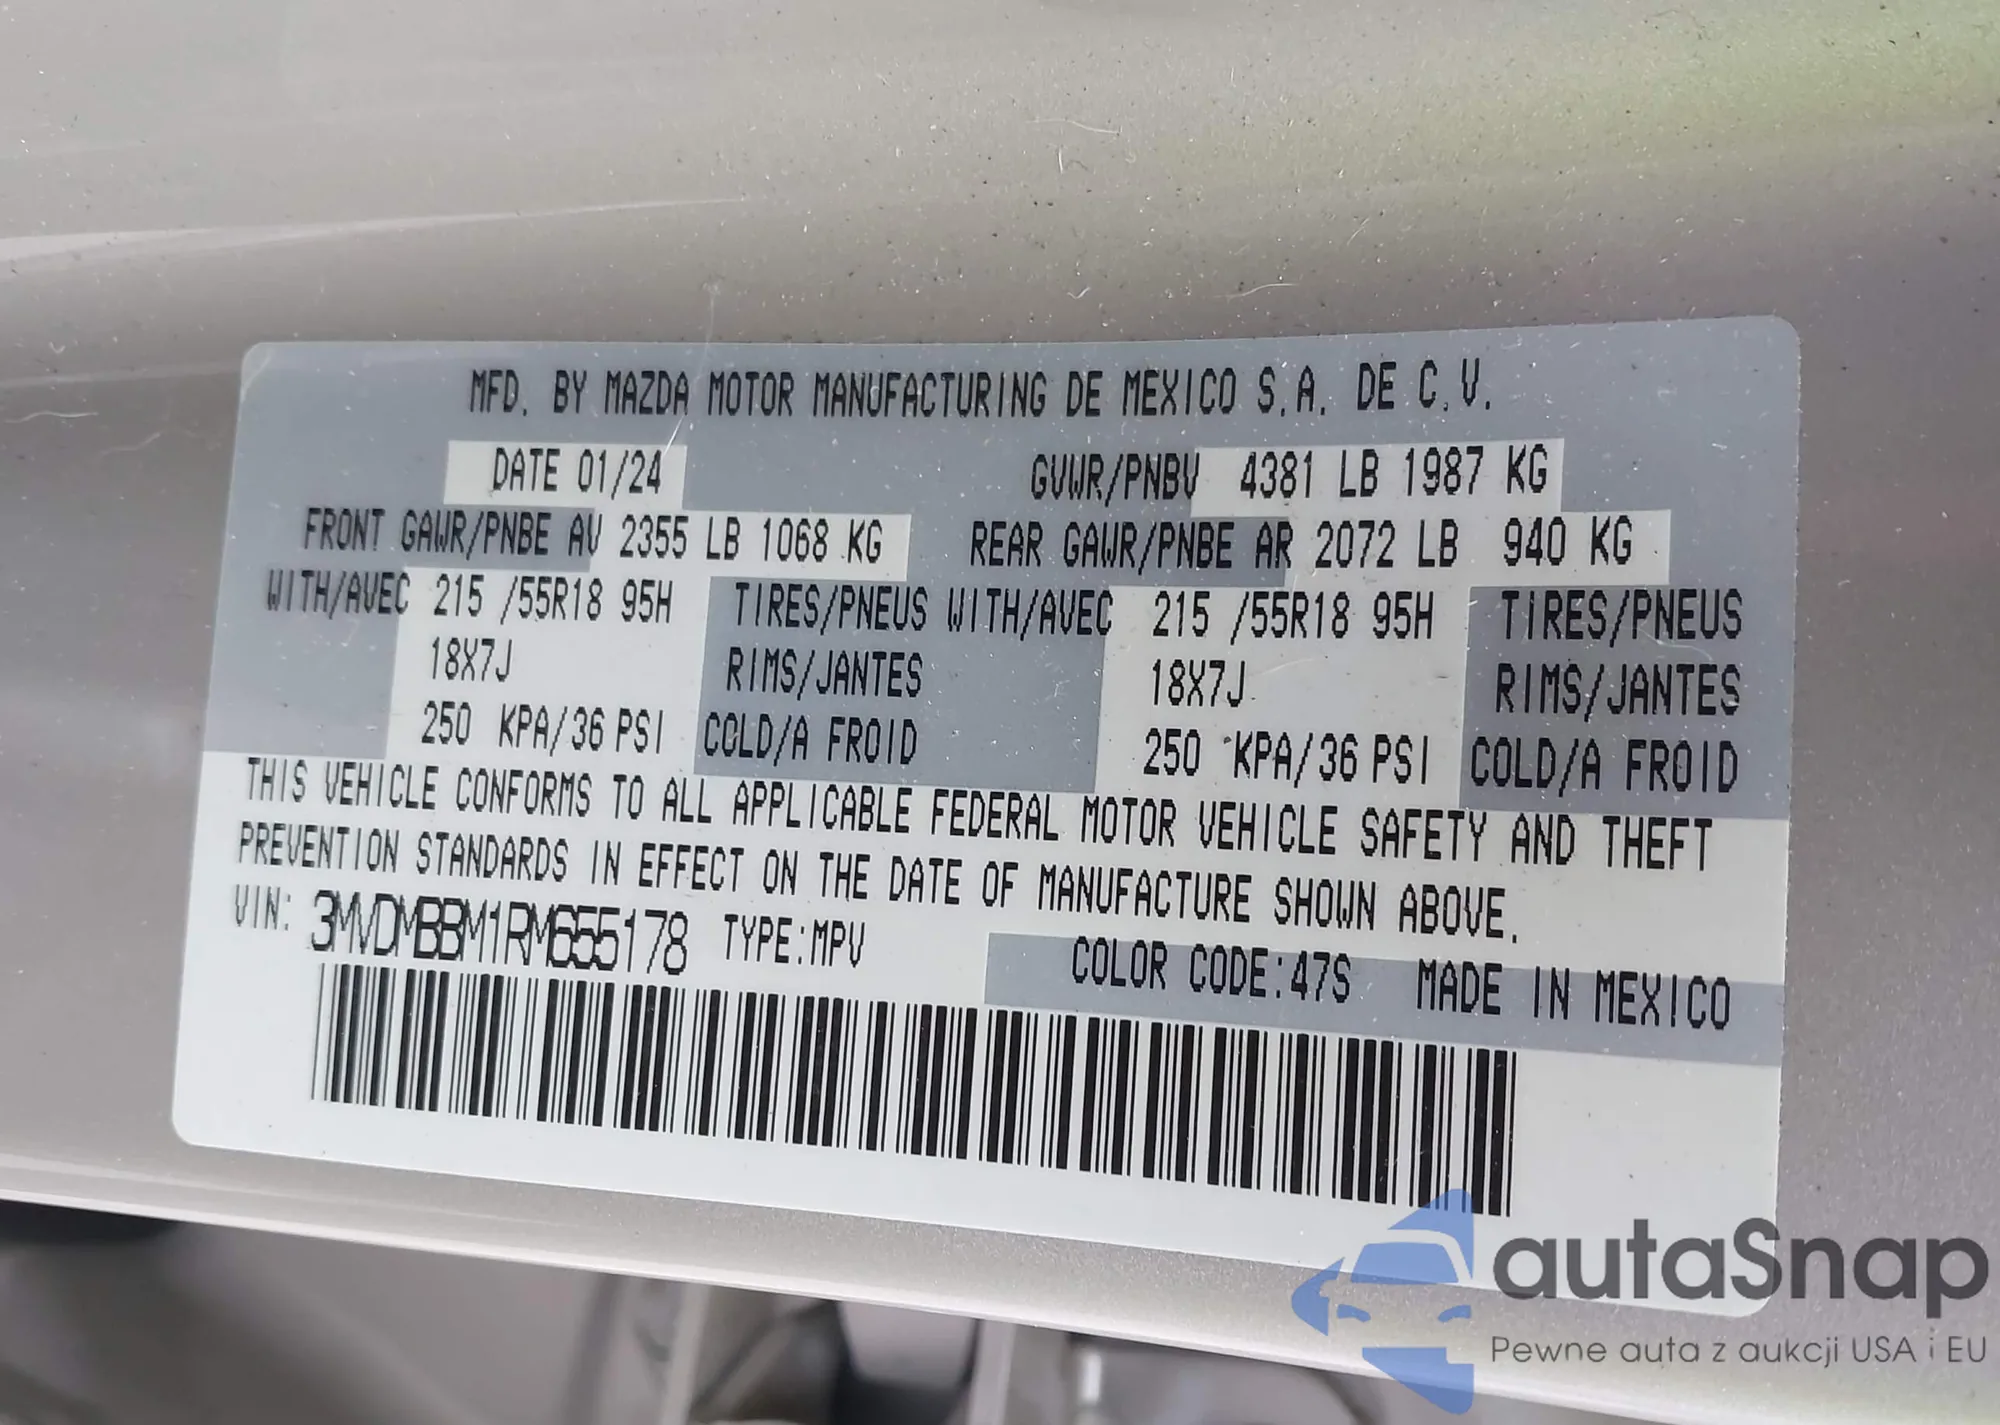 MFD. BY MAZDA MOTOR MANUFACTURING DE MEXICO S.A. DE C.V.
DATE 01/24 GVWR/PNBV 4381 LB 1987 KG
FRONT GAWR/PNBE AV 2355 LB 1068 KG REAR GAWR/PNBE AR 2072 LB 940 KG
WITH/AVEC 215 /55R18 95H TIRES/PNEUS WITH/AVEC 215 /55R18 95H TIRES/PNEUS
18X7J RIMS/JANTES 18X7J RIMS/JANTES
250 KPA/36 PSI COLD/A FROID 250 KPA/36 PSI COLD/A FROID
THIS VEHICLE CONFORMS TO ALL APPLICABLE FEDERAL MOTOR VEHICLE SAFETY AND THEFT
PREVENTION STANDARDS IN EFFECT ON THE DATE OF MANUFACTURE SHOWN ABOVE.
VIN: 3MVDMBBM1RM655178 TYPE:MPV
COLOR CODE:47S MADE IN MEXICO
autaSnap
Pewne auta z aukcji USA i EU